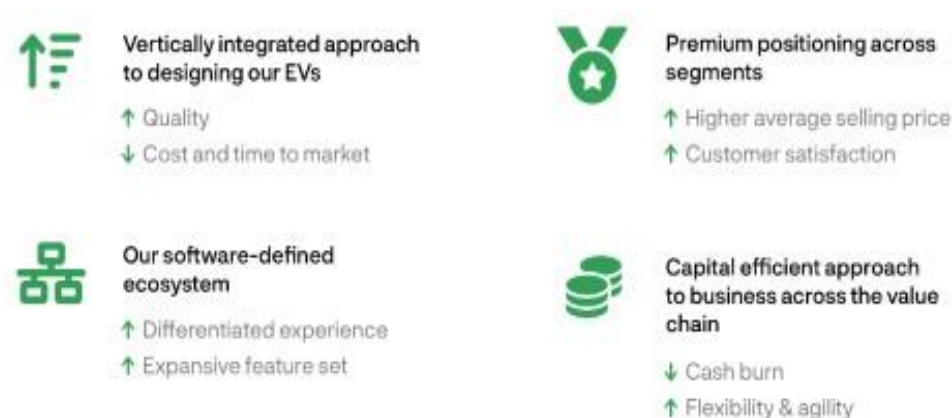 Vertically integrated approach
to designing our EVs
↑ Quality
↓ Cost and time to market
Premium positioning across
segments
↑ Higher average selling price
↑ Customer satisfaction
Our software-defined
ecosystem
↑ Differentiated experience
↑ Expansive feature set
Capital efficient approach
to business across the value
chain
↓ Cash burn
↑ Flexibility & agility